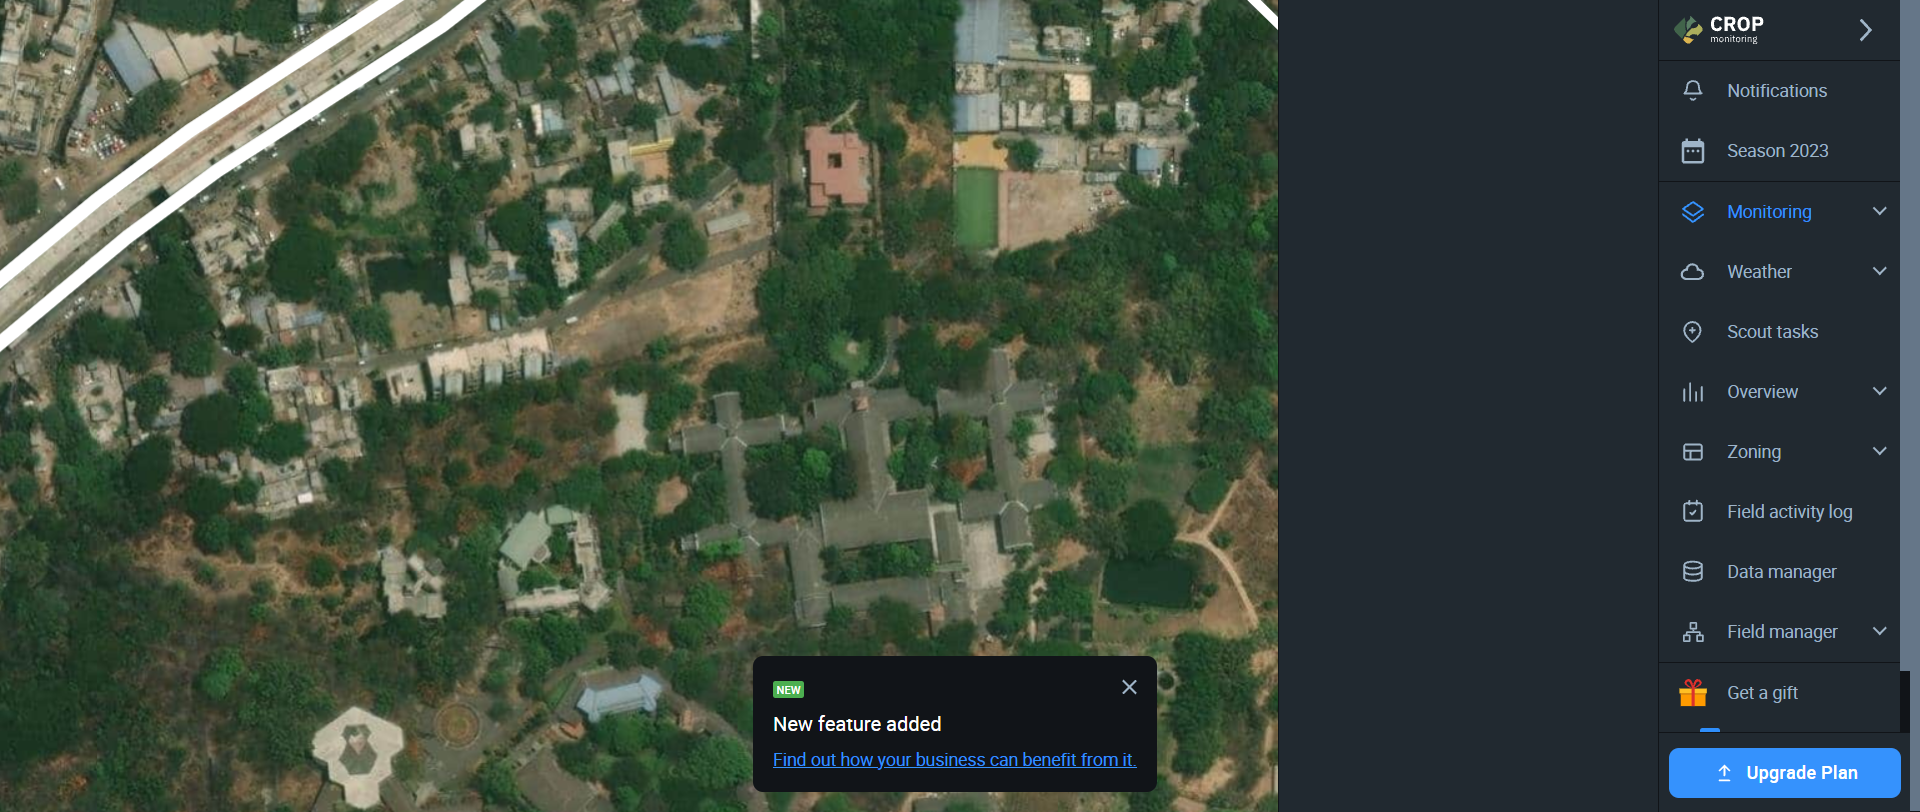 CROP
monitoring
Notifications
Season 2023
Monitoring
Weather
Scout tasks
Overview
Zoning
Field activity log
Data manager
Field manager
Get a gift
Upgrade Plan
NEW
New feature added
Find out how your business can benefit from it.